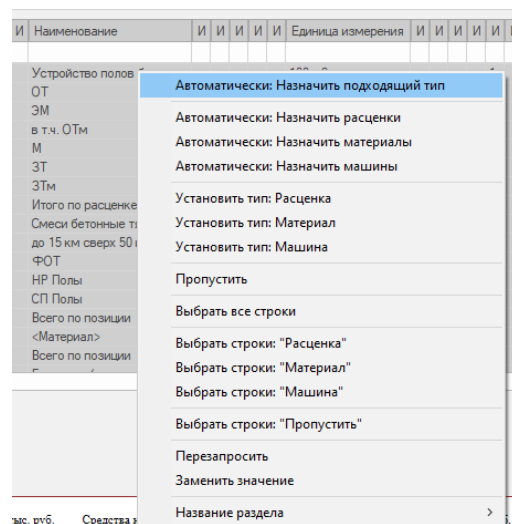 И Наименование И И И И И Единица измерения И И И И И
Устройство полов
ОТ
ЭМ
в т.ч. ОТм
М
ЗТ
ЗТм
Итого по расценке
Смеси бетонные
до 15 км сверх 50
ФОТ
НР Полы
СП Полы
Всего по позиции
<Материал>
Всего по позиции
Автоматически: Назначить подходящий тип
Автоматически: Назначить расценки
Автоматически: Назначить материалы
Автоматически: Назначить машины
Установить тип: Расценка
Установить тип: Материал
Установить тип: Машина
Пропустить
Выбрать все строки
Выбрать строки: "Расценка"
Выбрать строки: "Материал"
Выбрать строки: "Машина"
Выбрать строки: "Пропустить"
Перезапросить
Заменить значение
Название раздела >
тыс. руб. Средства